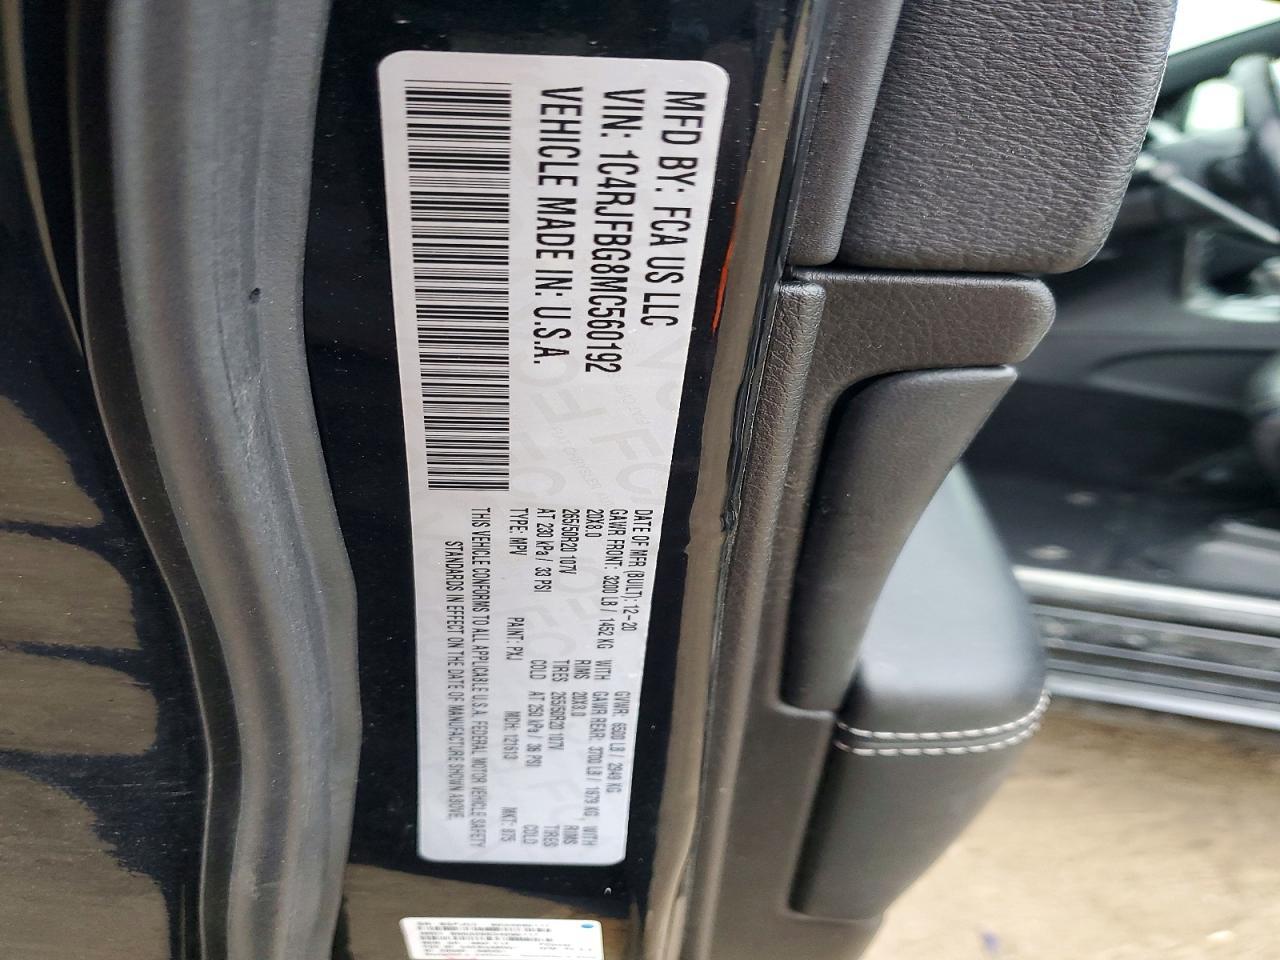 MFD BY: FCA US LLC
VIN: 1C4RJFBG8MC560192
VEHICLE MADE IN: U.S.A.
DATE OF MFR (BUILT): 12-20 GVWR: 6500 LB / 2949 KG
GAWR FRONT: 3200 LB / 1452 KG WITH GAWR REAR: 3700 LB / 1679 KG, WITH
20X8.0 RIMS 20X8.0 RIMS
265/50R20 107V TIRES 265/50R20 107V TIRES
AT 230 kPa / 33 PSI COLD AT 250 kPa / 36 PSI COLD
TYPE: MPV PAINT: PXJ MDH: 121613 MKT: 875
THIS VEHICLE CONFORMS TO ALL APPLICABLE U.S.A. FEDERAL MOTOR VEHICLE SAFETY
STANDARDS IN EFFECT ON THE DATE OF MANUFACTURE SHOWN ABOVE.